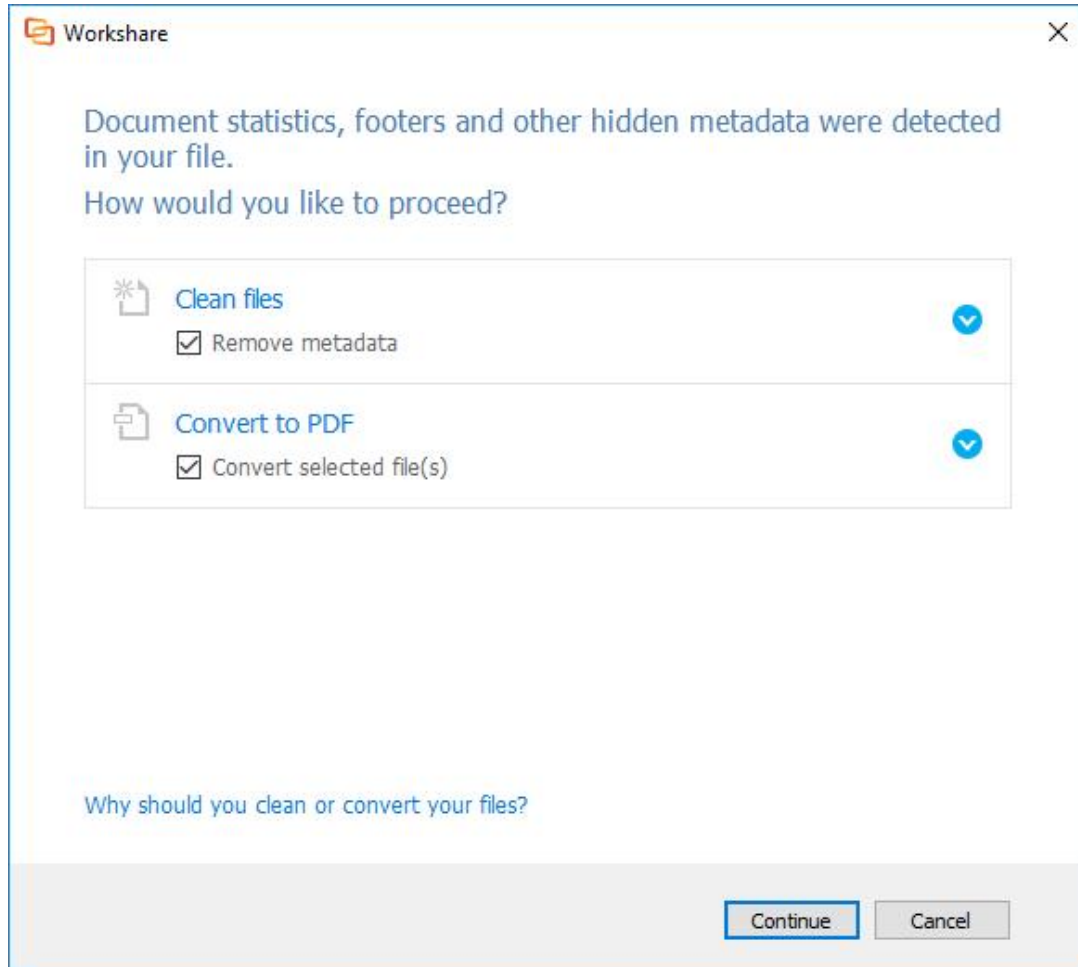 Workshare
Document statistics, footers and other hidden metadata were detected
in your file.
How would you like to proceed?
Clean files
Remove metadata
Convert to PDF
Convert selected file(s)
Why should you clean or convert your files?
Continue
Cancel